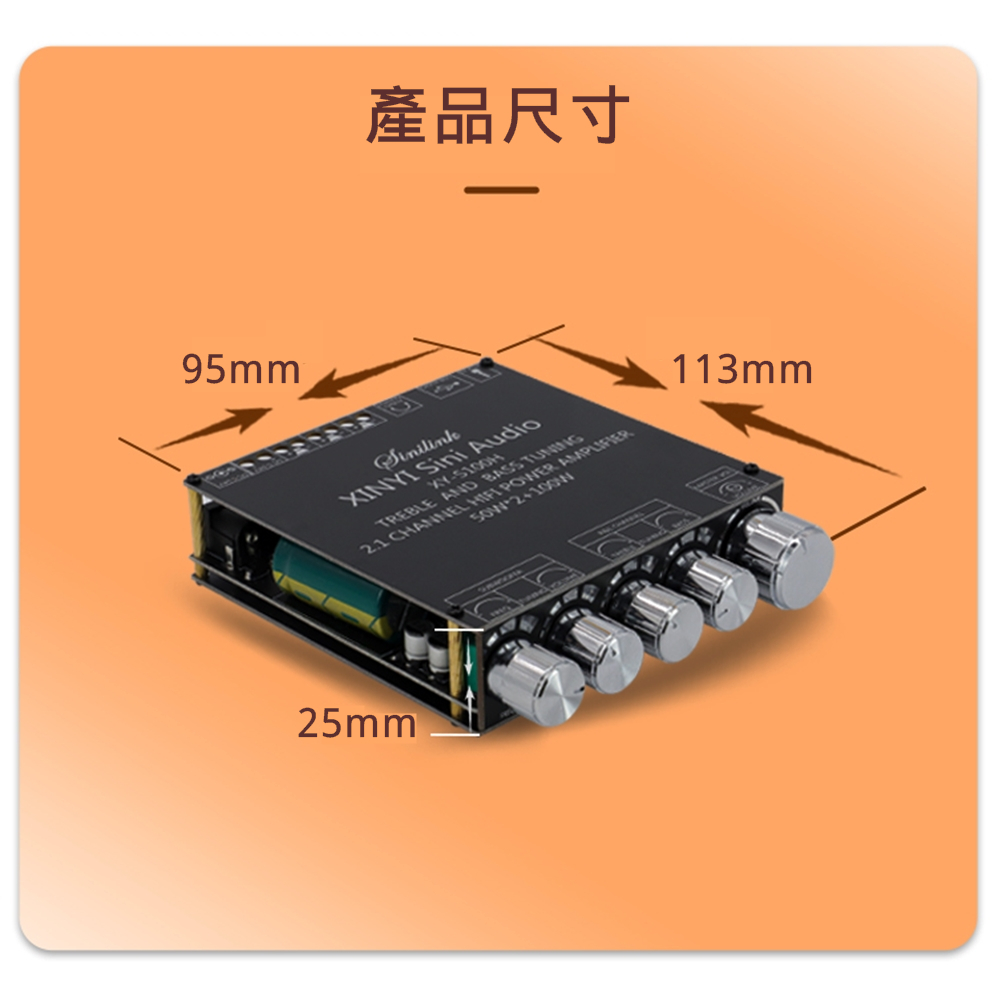 產品尺寸
95mm
113mm
Sinilink
XINYI Sini Audio
XY-S100H
TREBLE AND BASS TUNING
2.1 CHANNEL HIFI POWER AMPLIFIER
50W*2+100W
SUBWOOFER
25mm